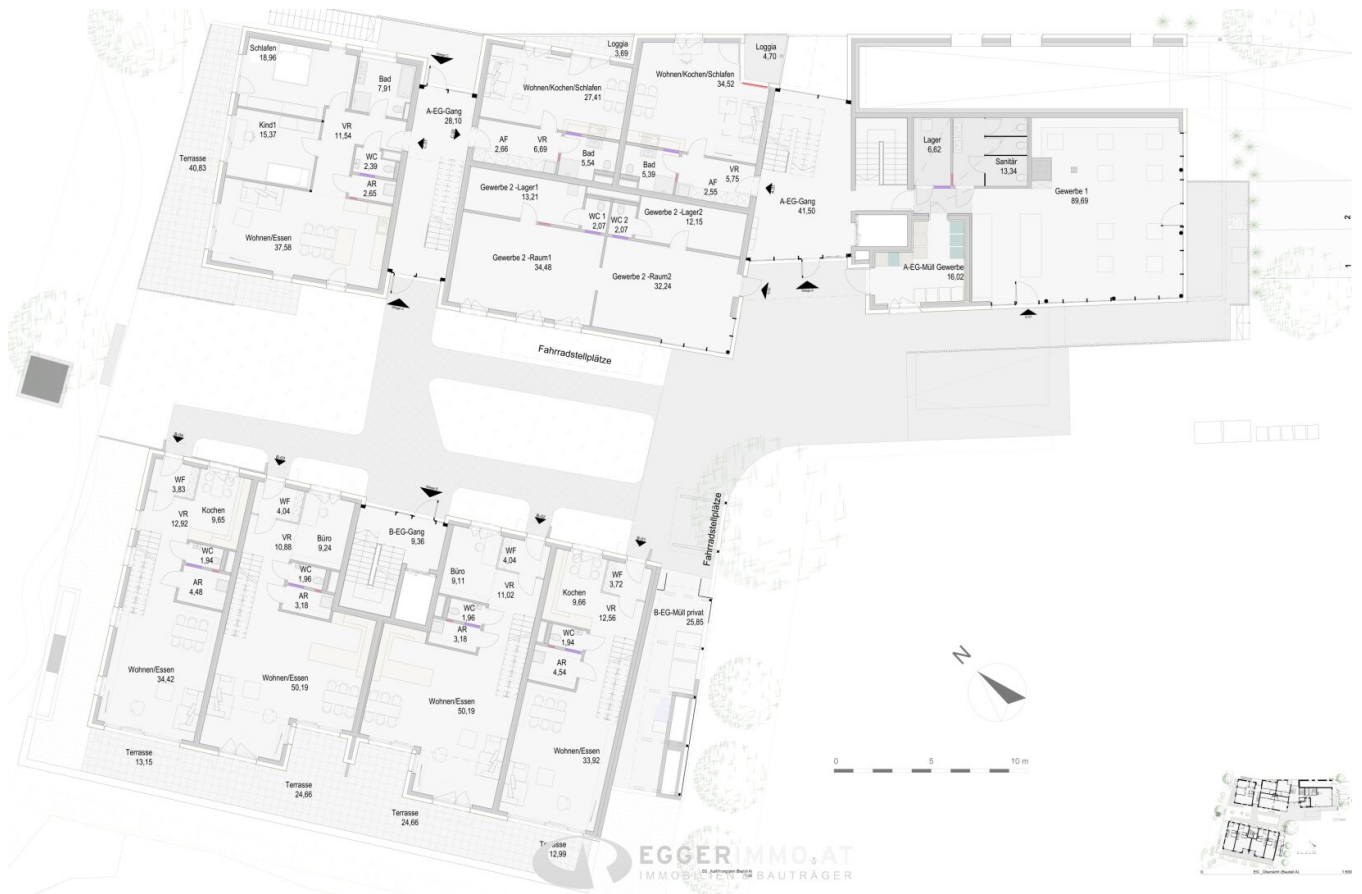 Schlafen
18,96
Bad
7,91
Kind1
15,37
VR
11,54
WC
2,39
AR
2,65
Terrasse
40,83
Wohnen/Essen
37,58
A-EG-Gang
28,10
Loggia
3,69
Wohnen/Kochen/Schlafen
27,41
AF
2,66
VR
6,69
Bad
5,54
Loggia
4,70
Wohnen/Kochen/Schlafen
34,52
Bad
5,39
VR
5,75
AF
2,55
Gewerbe 2 -Lager1
13,21
WC 1
2,07
WC 2
2,07
Gewerbe 2 -Lager2
12,15
Gewerbe 2 -Raum1
34,48
Gewerbe 2 -Raum2
32,24
A-EG-Gang
41,50
Lager
6,62
Sanitär
13,34
Gewerbe 1
89,69
A-EG-Müll Gewerbe
16,02
2
1
Fahrradstellplätze
Fahrradstellplätze
WF
3,83
Kochen
9,65
VR
12,92
WC
1,94
AR
4,48
Wohnen/Essen
34,42
Terrasse
13,15
WF
4,04
Büro
9,24
VR
10,88
WC
1,96
AR
3,18
Wohnen/Essen
50,19
Terrasse
24,66
B-EG-Gang
9,36
Büro
9,11
WF
4,04
VR
11,02
WC
1,96
AR
3,18
Wohnen/Essen
50,19
Terrasse
24,66
Kochen
9,66
WF
3,72
VR
12,56
WC
1,94
AR
4,54
Wohnen/Essen
33,92
12,99
B-EG-Müll privat
25,85
N
0 5 10 m
EGGERIMMO.AT
IMMOBILIEN & BAUTRÄGER